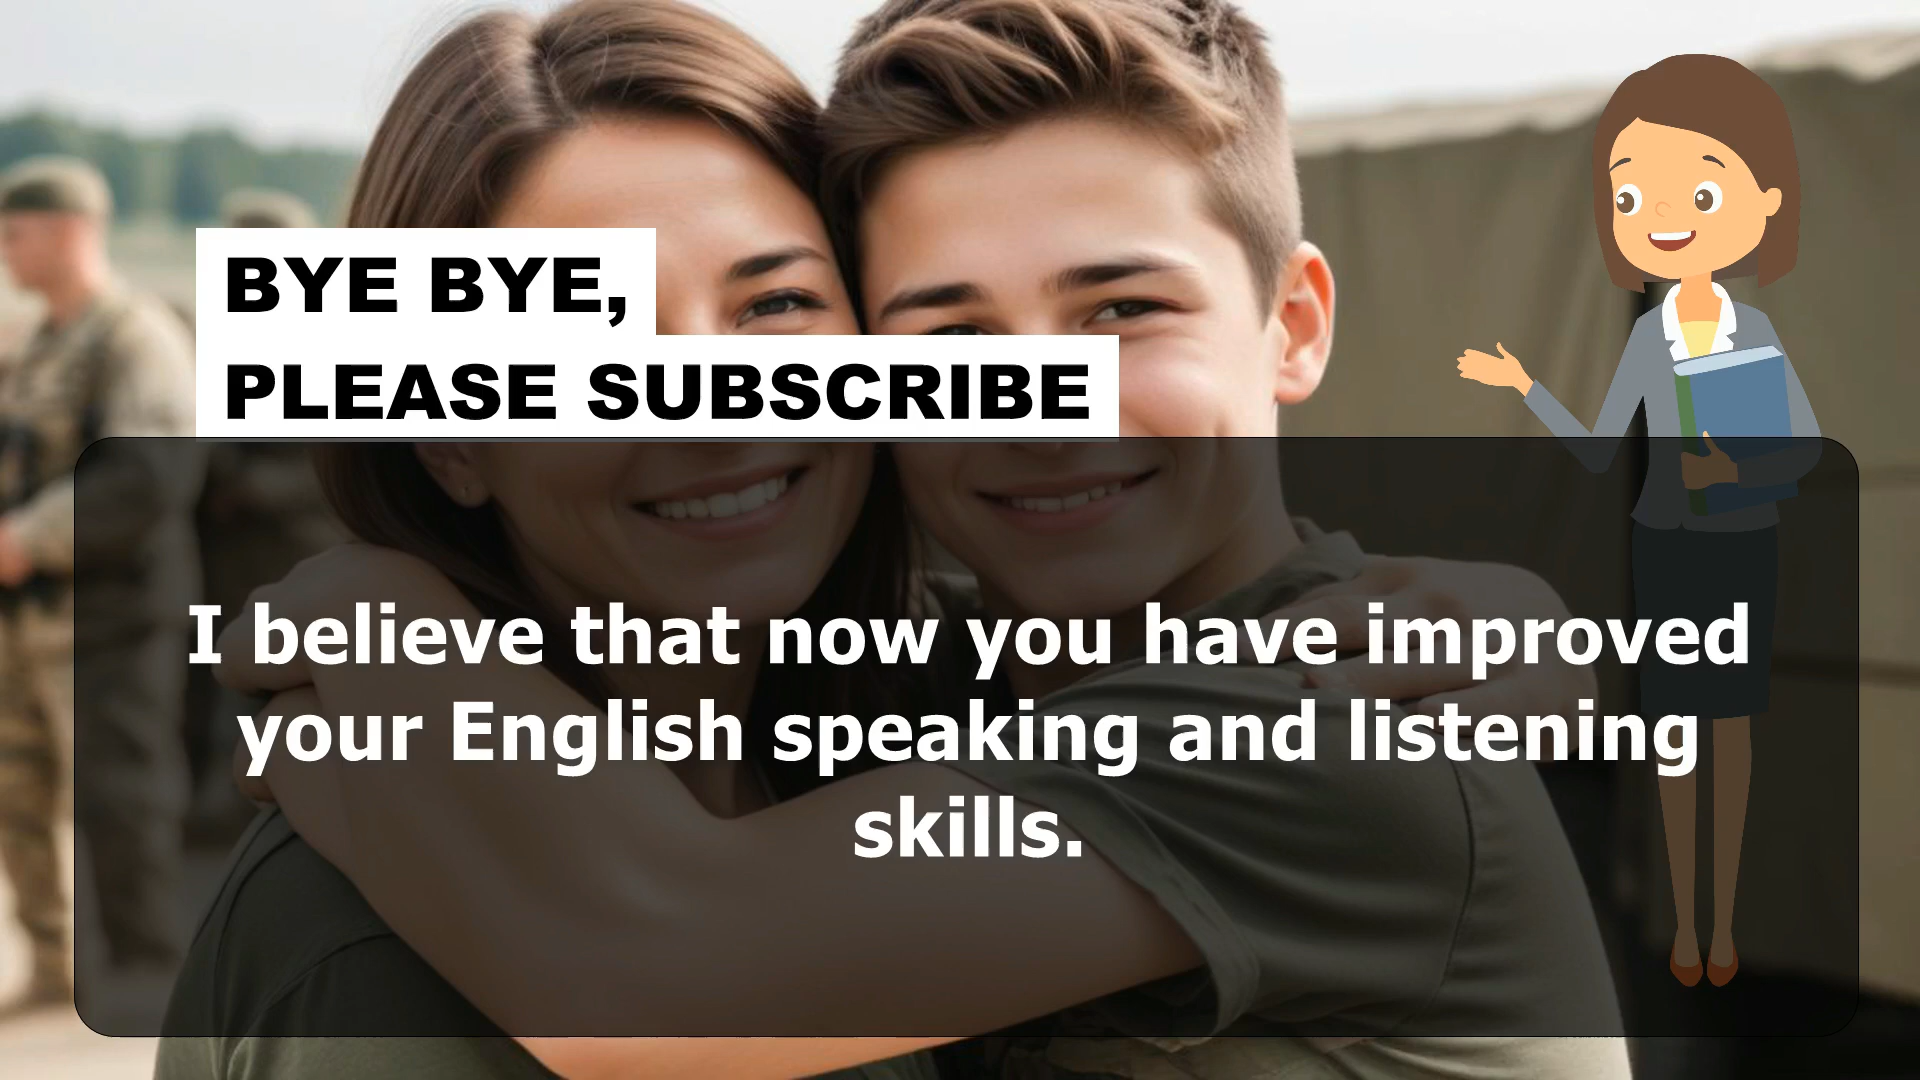 BYE BYE,
PLEASE SUBSCRIBE
I believe that now you have improved
your English speaking and listening
skills.